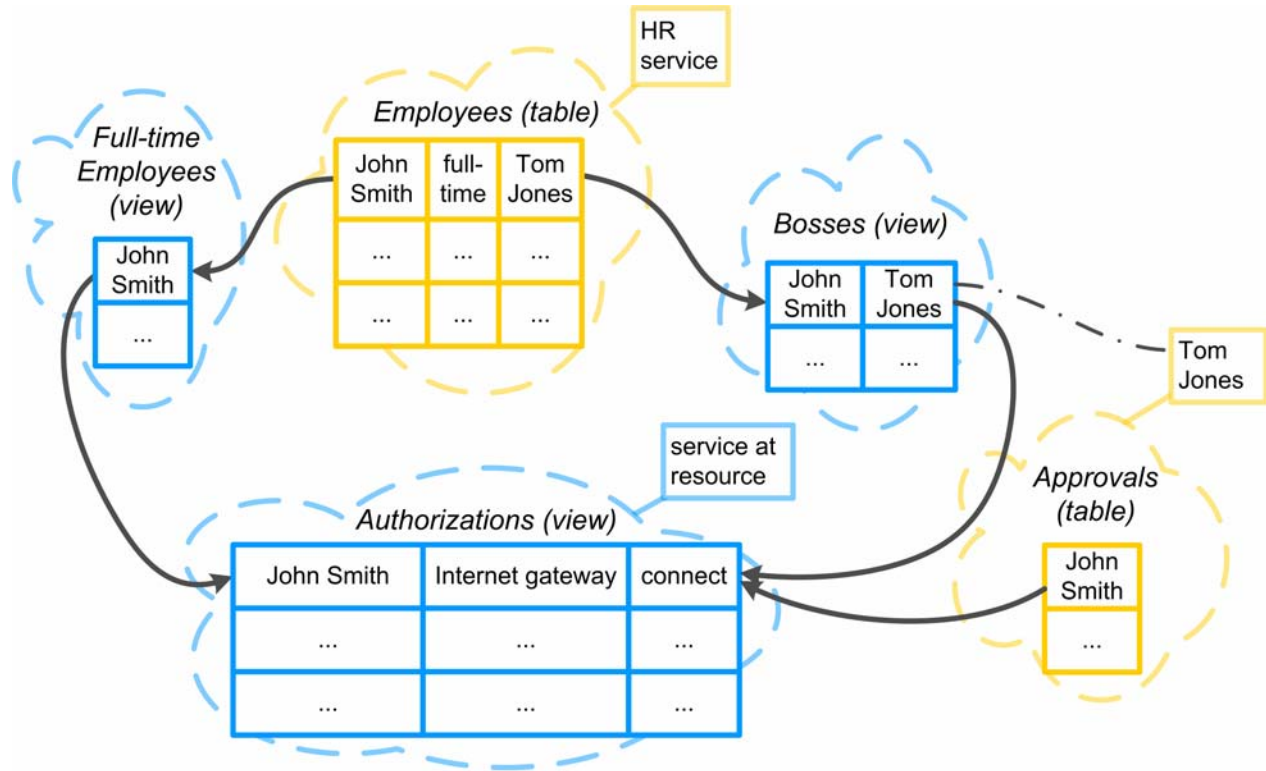 HR
service
Employees (table)
John
Smith
full-
time
Tom
Jones
...
...
...
...
...
...
Full-time
Employees
(view)
John
Smith
...
Bosses (view)
John
Smith
Tom
Jones
...
...
Tom
Jones
service at
resource
Authorizations (view)
John Smith
Internet gateway
connect
...
...
...
...
...
...
Approvals
(table)
John
Smith
...